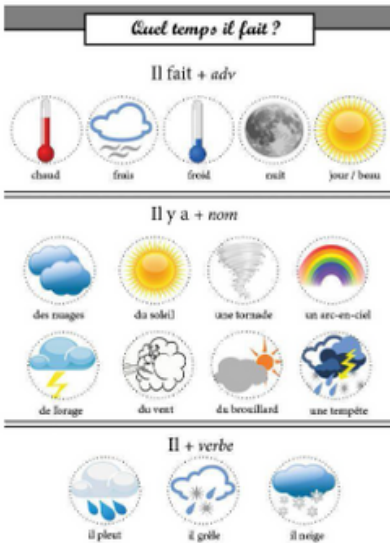 Quel temps il fait ?
Il fait + adv
chaud frais froid nuit jour / beau
Il y a + nom
des nuages du soleil une tornade un arc-en-ciel
de l'orage du vent du brouillard une tempête
Il + verbe
il pleut il grêle il neige